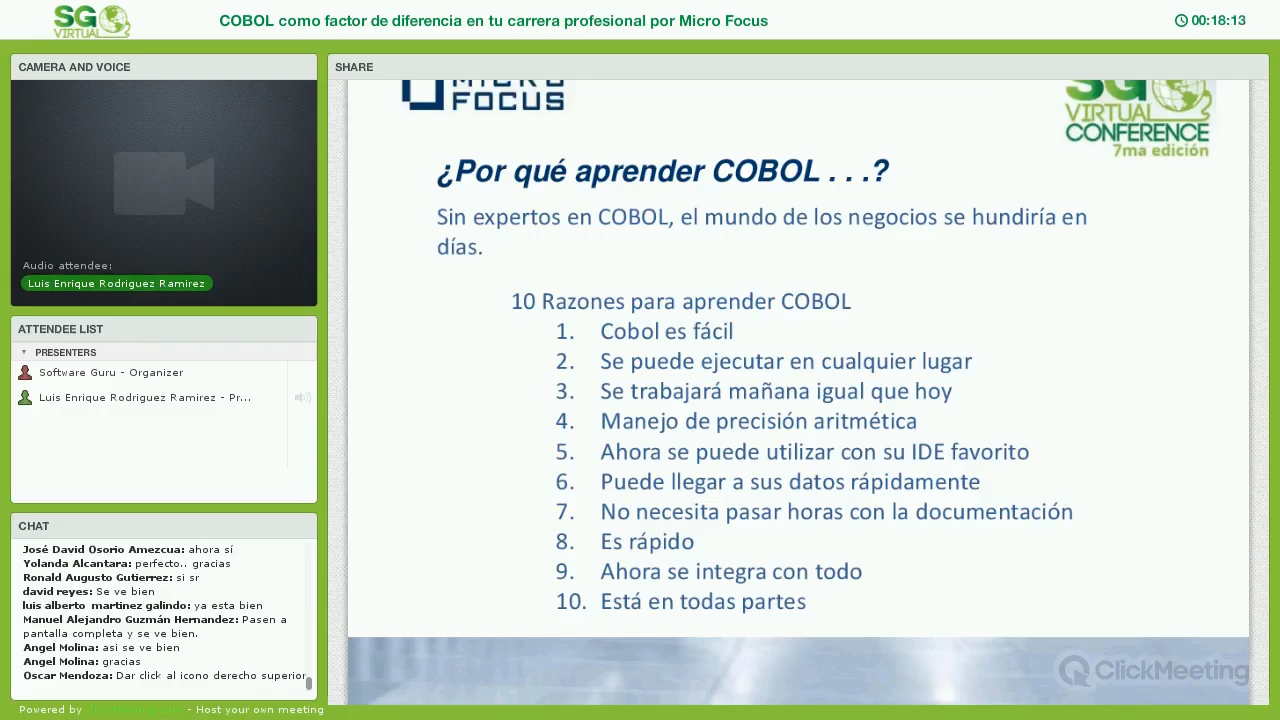 SG
VIRTUAL
COBOL como factor de diferencia en tu carrera profesional por Micro Focus
00:18:13
CAMERA AND VOICE
Audio attendee:
Luis Enrique Rodriguez Ramirez
ATTENDEE LIST
PRESENTERS
Software Guru - Organizer
Luis Enrique Rodriguez Ramirez - Pr...
CHAT
José David Osorio Amezcua: ahora sí
Yolanda Alcantara: perfecto.. gracias
Ronald Augusto Gutierrez: si sr
david reyes: Se ve bien
luis alberto martinez galindo: ya esta bien
Manuel Alejandro Guzmán Hernandez: Pasen a
pantalla completa y se ve bien.
Angel Molina: asi se ve bien
Angel Molina: gracias
Oscar Mendoza: Dar click al icono derecho superior
Powered by ClickMeeting.com - Host your own meeting
SHARE
MICRO
FOCUS
SG
VIRTUAL
CONFERENCE
7ma edición
¿Por qué aprender COBOL . . .?
Sin expertos en COBOL, el mundo de los negocios se hundiría en
días.
10 Razones para aprender COBOL
1. Cobol es fácil
2. Se puede ejecutar en cualquier lugar
3. Se trabajará mañana igual que hoy
4. Manejo de precisión aritmética
5. Ahora se puede utilizar con su IDE favorito
6. Puede llegar a sus datos rápidamente
7. No necesita pasar horas con la documentación
8. Es rápido
9. Ahora se integra con todo
10. Está en todas partes
ClickMeeting